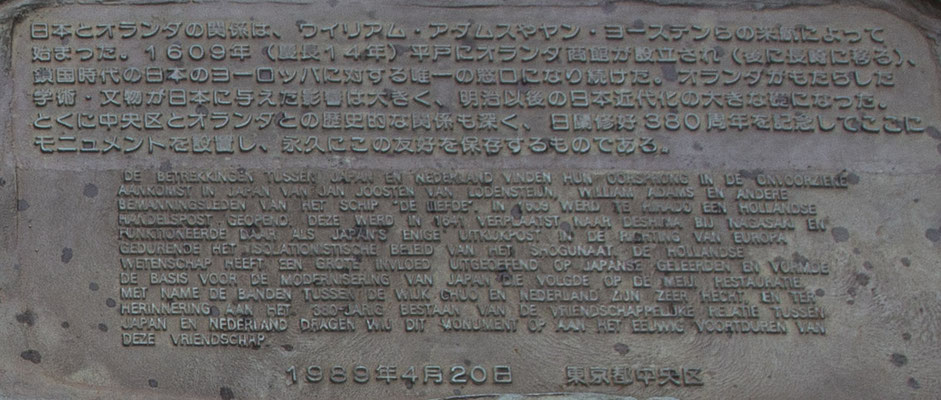 日本とオランダの関係は、ウイリアム・アダムスやヤン・ヨーステンらの来航によって
始まった。1609年（慶長14年）平戸にオランダ商館が設立され（後に長崎に移る）、
鎖国時代の日本のヨーロッパに対する唯一の窓口になり続けた。オランダがもたらした
学術・文物が日本に与えた影響は大きく、明治以後の日本近代化の大きな礎になった。
とくに中央区とオランダとの歴史的な関係も深く、日蘭修好380周年を記念してここに
モニュメントを設置し、永久にこの友好を保存するものである。
DE BETREKKINGEN TUSSEN JAPAN EN NEDERLAND VINDEN HUN OORSPRONG IN DE ONVOORZIENE
AANKOMST IN JAPAN VAN JAN JOOSTEN VAN LODENSTEIJN, WILLIAM ADAMS EN ANDERE
BEMANNINGSLEDEN VAN HET SCHIP "DE LIEFDE". IN 1609 WERD TE HIRADO EEN HOLLANDSE
HANDELSPOST GEOPEND. DEZE WERD IN 1641 VERPLAATST NAAR DESHIMA BIJ NAGASAKI EN
FUNKTIONEERDE DAAR ALS JAPAN'S ENIGE UITKIJKPOST IN DE RICHTING VAN EUROPA
GEDURENDE HET ISOLATIONISTISCHE BELEID VAN HET SHOGUNAAT. DE HOLLANDSE
WETENSCHAP HEEFT EEN GROTE INVLOED UITGEOEFEND OP JAPANSE GELEERDEN EN VORMDE
DE BASIS VOOR DE MODERNISERING VAN JAPAN DIE VOLGDE OP DE MEIJI RESTAURATIE.
MET NAME DE BANDEN TUSSEN DE WIJK CHUO EN NEDERLAND ZIJN ZEER HECHT EN TER
HERINNERING AAN HET 380-JARIG BESTAAN VAN DE VRIENDSCHAPPELIJKE RELATIE TUSSEN
JAPAN EN NEDERLAND DRAGEN WIJ DIT MONUMENT OP AAN HET EEUWIG VOORTDUREN VAN
DEZE VRIENDSCHAP.
1989年4月20日 東京都中央区